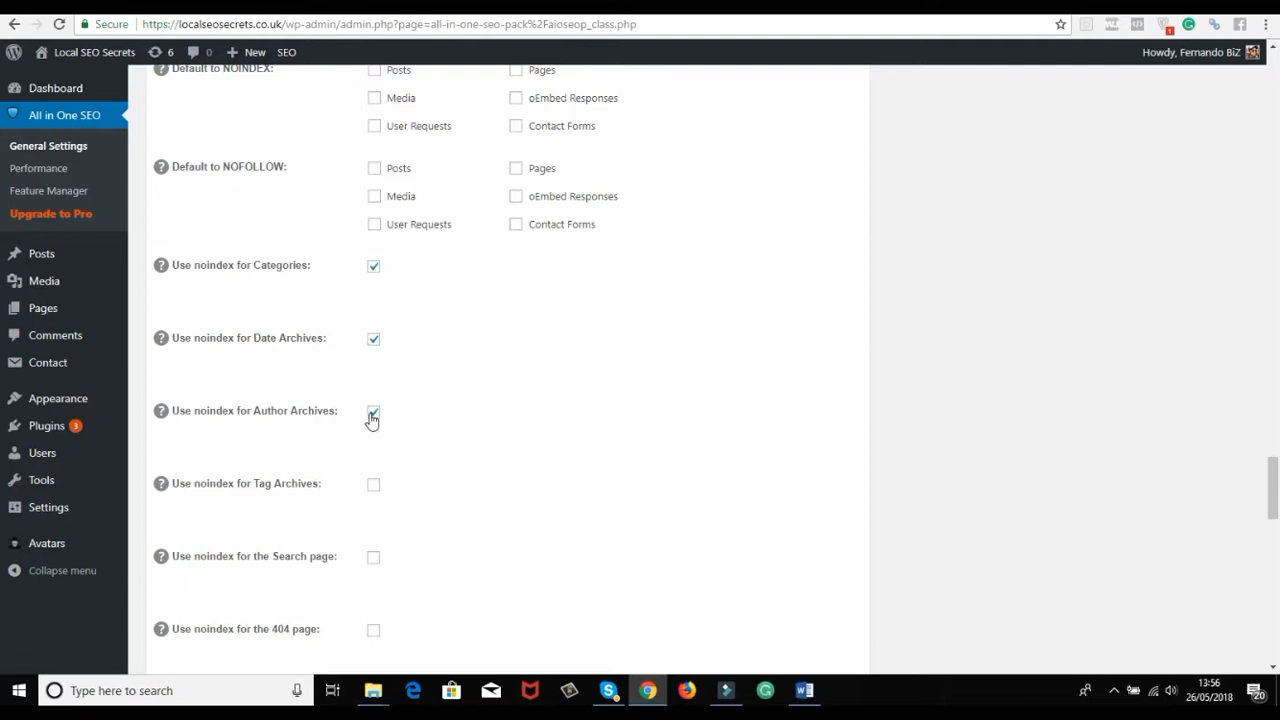 Secure
https://localseosecrets.co.uk/wp-admin/admin.php?page=all-in-one-seo-pack%2Faioseop_class.php
Local SEO Secrets
6
0
New
SEO
Howdy, Fernando BiZ
Dashboard
All in One SEO
General Settings
Performance
Feature Manager
Upgrade to Pro
Posts
Media
Pages
Comments
Contact
Appearance
Plugins 3
Users
Tools
Settings
Avatars
Collapse menu
Default to NOINDEX:
Posts
Pages
Media
oEmbed Responses
User Requests
Contact Forms
Default to NOFOLLOW:
Posts
Pages
Media
oEmbed Responses
User Requests
Contact Forms
Use noindex for Categories:
Use noindex for Date Archives:
Use noindex for Author Archives:
Use noindex for Tag Archives:
Use noindex for the Search page:
Use noindex for the 404 page:
Type here to search
13:56
26/05/2018
20